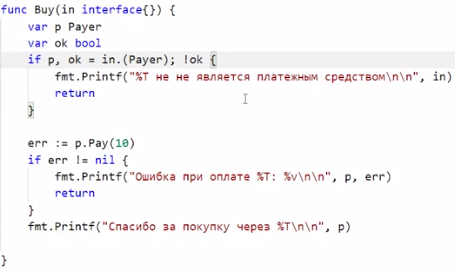 func Buy(in interface{}) {
var p Payer
var ok bool
if p, ok = in.(Payer); !ok {
fmt.Printf("%T не не является платежным средством\n\n", in)
return
}
err := p.Pay(10)
if err != nil {
fmt.Printf("Ошибка при оплате %T: %v\n\n", p, err)
return
}
fmt.Printf("Спасибо за покупку через %T\n\n", p)
}